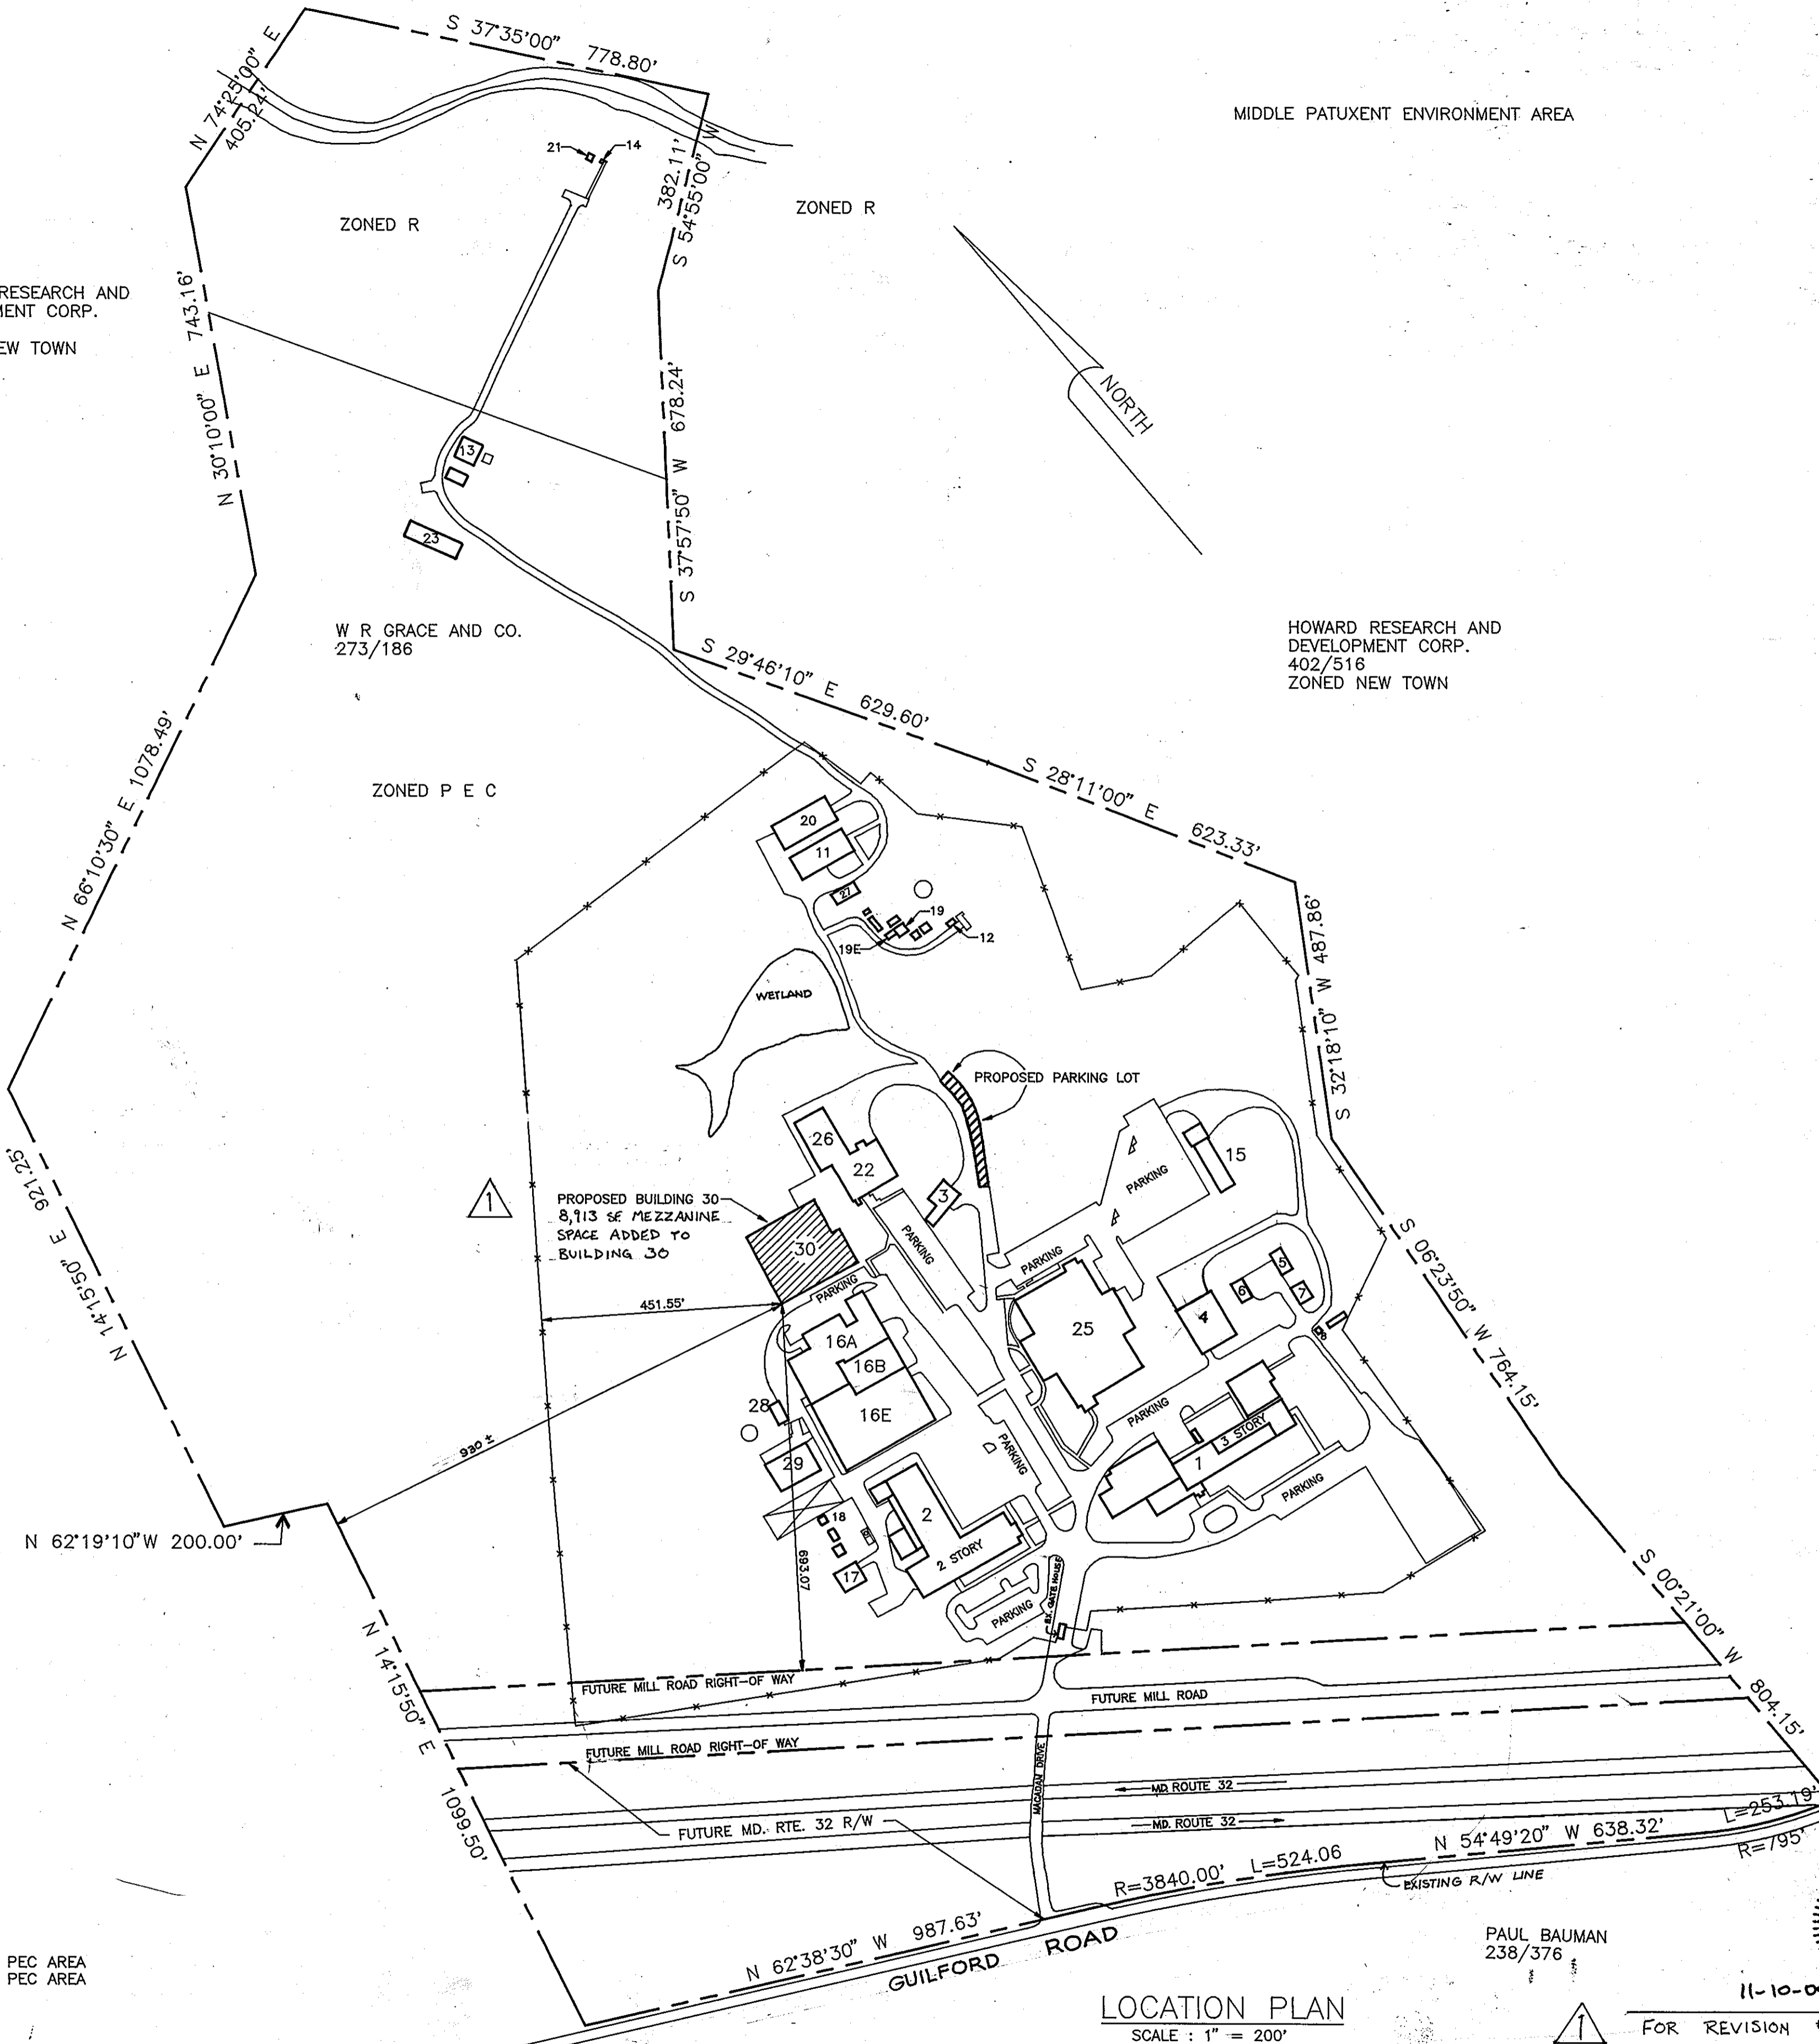 S 37°35'00" 778.80'
N 74°25'00" E
405.24'
MIDDLE PATUXENT ENVIRONMENT AREA
21
14
382.11'
S 54°55'00" W
ZONED R
ZONED R
RESEARCH AND
MENT CORP.
EW TOWN
N 30°10'00" E 743.16'
NORTH
S 37°57'50" W 678.24'
13
23
W R GRACE AND CO.
273/186
HOWARD RESEARCH AND
DEVELOPMENT CORP.
402/516
ZONED NEW TOWN
S 29°46'10" E 629.60'
N 66°10'30" E 1078.49'
ZONED P E C
S 28°11'00" E 623.33'
20
11
27
19
19E
12
S 32°18'10" W 487.86'
WETLAND
PROPOSED PARKING LOT
26
22
3
15
PARKING
1
PROPOSED BUILDING 30
8,913 SF. MEZZANINE
SPACE ADDED TO
BUILDING 30
30
PARKING
PARKING
PARKING
N 14°15'50" E 921.25'
S 06°23'50" W 764.15'
451.55'
16A
16B
16E
25
4
5
6
7
28
29
930 ±
PARKING
PARKING
1
3 STORY
PARKING
18
2
2 STORY
17
693.07
N 62°19'10"W 200.00'
EX. GATE HOUSE
PARKING
S 00°21'00" W 804.15'
N 14°15'50" E 1099.50'
FUTURE MILL ROAD RIGHT-OF WAY
FUTURE MILL ROAD
FUTURE MILL ROAD RIGHT-OF WAY
MACADAM DRIVE
MD. ROUTE 32
MD. ROUTE 32
FUTURE MD. RTE. 32 R/W
L=253.19'
R=795'
N 54°49'20" W 638.32'
R=3840.00' L=524.06
EXISTING R/W LINE
N 62°38'30" W 987.63'
GUILFORD ROAD
PAUL BAUMAN
238/376
PEC AREA
PEC AREA
LOCATION PLAN
SCALE : 1" = 200'
11-10-0
1
FOR REVISION